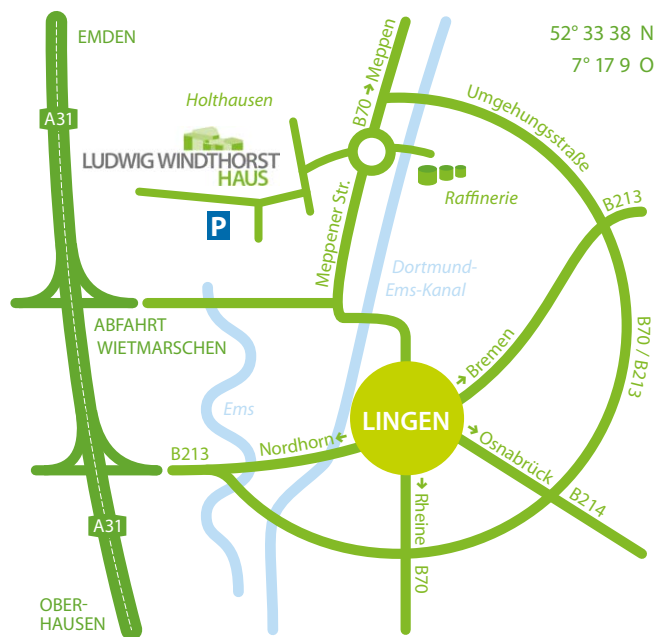 EMDEN
52° 33 38 N
7° 17 9 O
B70 → Meppen
Umgehungsstraße
Holthausen
A31
LUDWIG WINDTHORST
HAUS
Raffinerie
B213
P
Meppener Str.
Dortmund-
Ems-Kanal
ABFAHRT
WIETMARSCHEN
B70 / B213
→ Bremen
Ems
LINGEN
Nordhorn ←
B213
→ Osnabrück
B214
→ Rheine
B70
A31
OBER-
HAUSEN